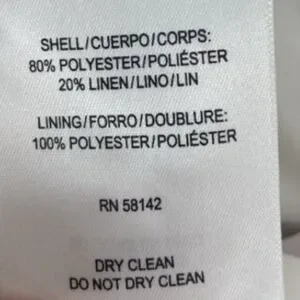 SHELL/CUERPO/CORPS:
80% POLYESTER/POLIÉSTER
20% LINEN/LINO/LIN
LINING/FORRO/DOUBLURE:
100% POLYESTER/POLIÉSTER
RN 58142
DRY CLEAN
DO NOT DRY CLEAN